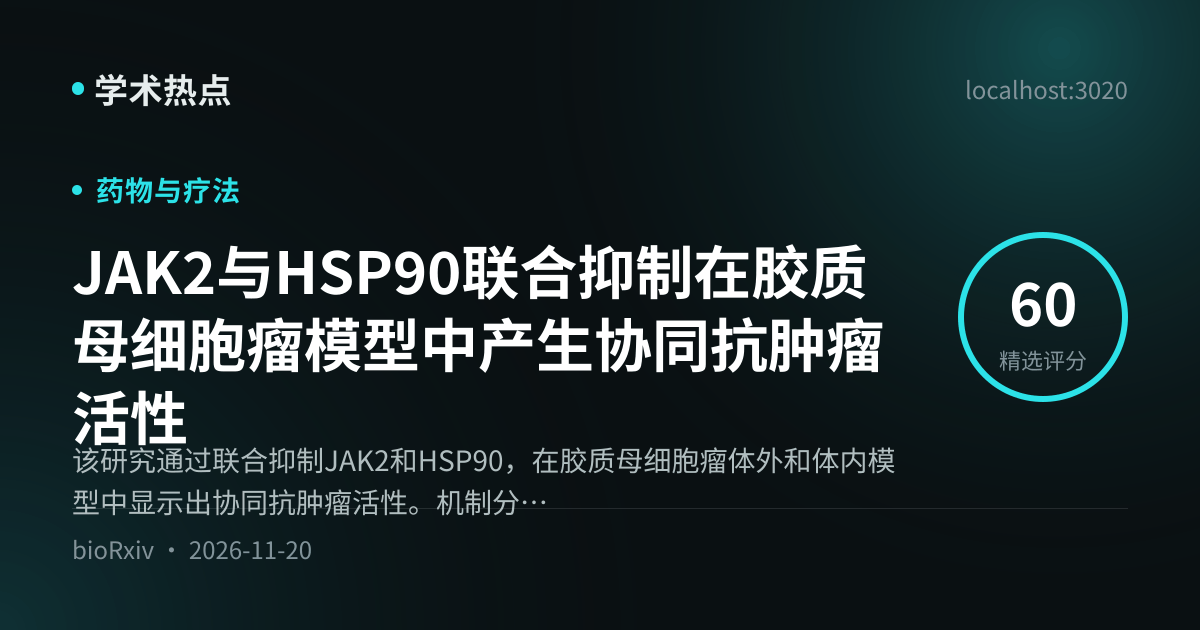 学术热点
localhost:3020
药物与疗法
JAK2与HSP90联合抑制在胶质
母细胞瘤模型中产生协同抗肿瘤
活性
60
精选评分
该研究通过联合抑制JAK2和HSP90，在胶质母细胞瘤体外和体内模
型中显示出协同抗肿瘤活性。机制分…
bioRxiv · 2026-11-20